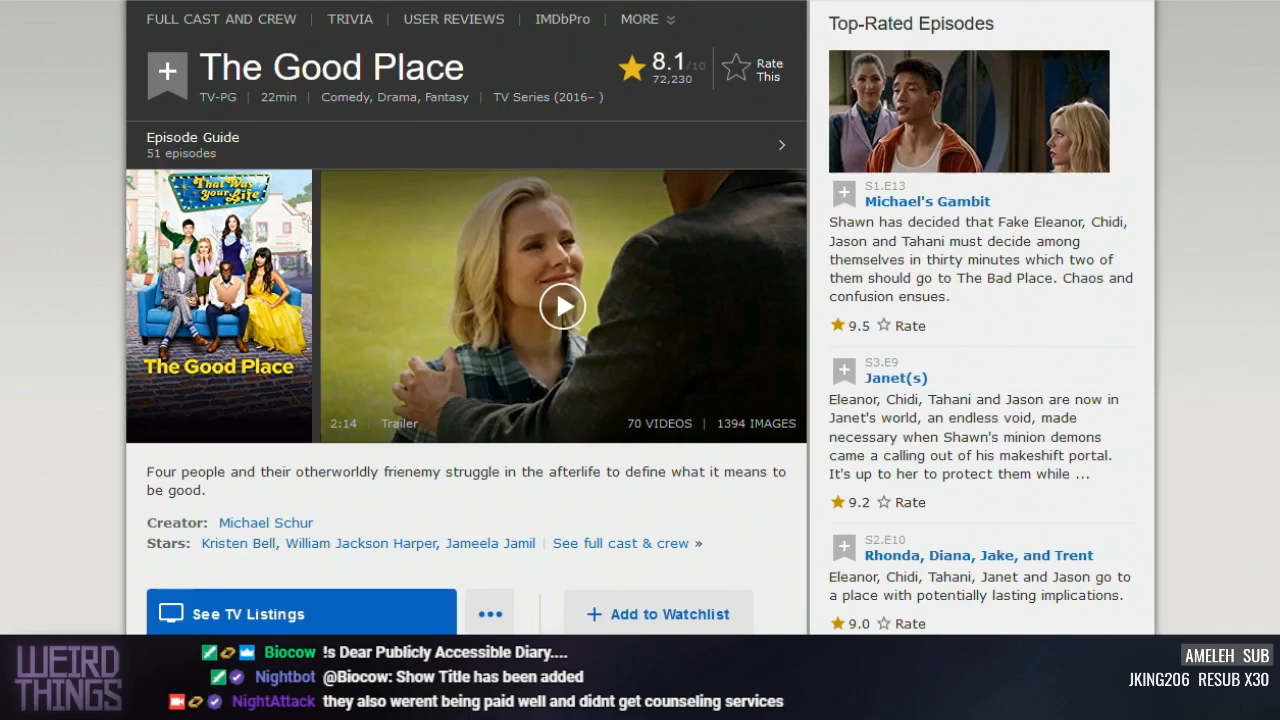 FULL CAST AND CREW | TRIVIA | USER REVIEWS | IMDbPro | MORE
The Good Place
8.1/10
72,230
Rate This
TV-PG | 22min | Comedy, Drama, Fantasy | TV Series (2016– )
Episode Guide
51 episodes
That Was
Your Life
The Good Place
2:14 Trailer
70 VIDEOS | 1394 IMAGES
Four people and their otherworldly frienemy struggle in the afterlife to define what it means to
be good.
Creator: Michael Schur
Stars: Kristen Bell, William Jackson Harper, Jameela Jamil | See full cast & crew »
See TV Listings
+ Add to Watchlist
Top-Rated Episodes
S1.E13
Michael's Gambit
Shawn has decided that Fake Eleanor, Chidi,
Jason and Tahani must decide among
themselves in thirty minutes which two of
them should go to The Bad Place. Chaos and
confusion ensues.
9.5 Rate
S3.E9
Janet(s)
Eleanor, Chidi, Tahani and Jason are now in
Janet's world, an endless void, made
necessary when Shawn's minion demons
came a calling out of his makeshift portal.
It's up to her to protect them while ...
9.2 Rate
S2.E10
Rhonda, Diana, Jake, and Trent
Eleanor, Chidi, Tahani, Janet and Jason go to
a place with potentially lasting implications.
9.0 Rate
WEIRD
THINGS
Biocow !s Dear Publicly Accessible Diary....
Nightbot @Biocow: Show Title has been added
NightAttack they also werent being paid well and didnt get counseling services
AMELEH SUB
JKING206 RESUB X30